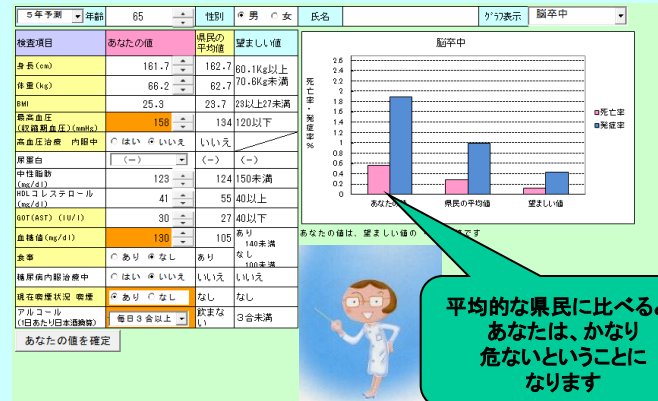 5年予測 年齢 65 性別 男 女 氏名 グラフ表示 脳卒中
検査項目 あなたの値 県民の平均値 望ましい値
身長(cm) 161.7 162.7 60.1Kg以上
体重(kg) 66.2 62.7 70.6Kg未満
BMI 25.3 23.7 23以上27未満
最高血圧
(収縮期血圧)(mmHg) 158 134 120以下
高血圧治療 内服中 はい いいえ いいえ
尿蛋白 (-) (-) (-)
中性脂肪
(mg/dl) 123 124 150未満
HDLコレステロール
(mg/dl) 41 55 40以上
GOT(AST) (IU/l) 30 27 40以下
血糖値(mg/dl) 130 105 あり
140未満
食事 あり なし あり なし
100未満
糖尿病内服治療中 はい いいえ いいえ いいえ
現在喫煙状況 喫煙 あり なし なし なし
アルコール
(1日あたり日本酒換算) 毎日3合以上 飲まない 3合未満
あなたの値を確定
脳卒中
死亡率・発症率%
2.6
2.4
2.2
2
1.8
1.6
1.4
1.2
1
0.8
0.6
0.4
0.2
0
死亡率
発症率
県民の平均値 望ましい値
あなたの値は、望ましい値の
平均的な県民に比べると
あなたは、かなり
危ないということに
なります